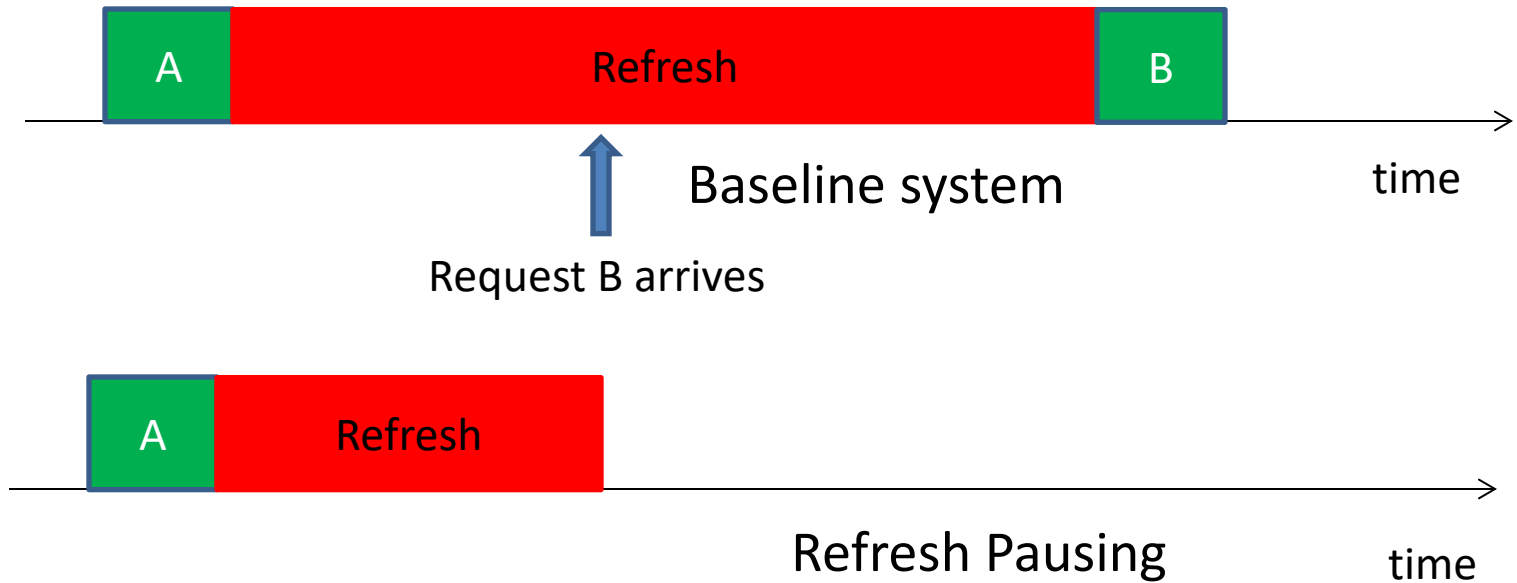 A
Refresh
B
Baseline system
time
Request B arrives
A
Refresh
Refresh Pausing
time